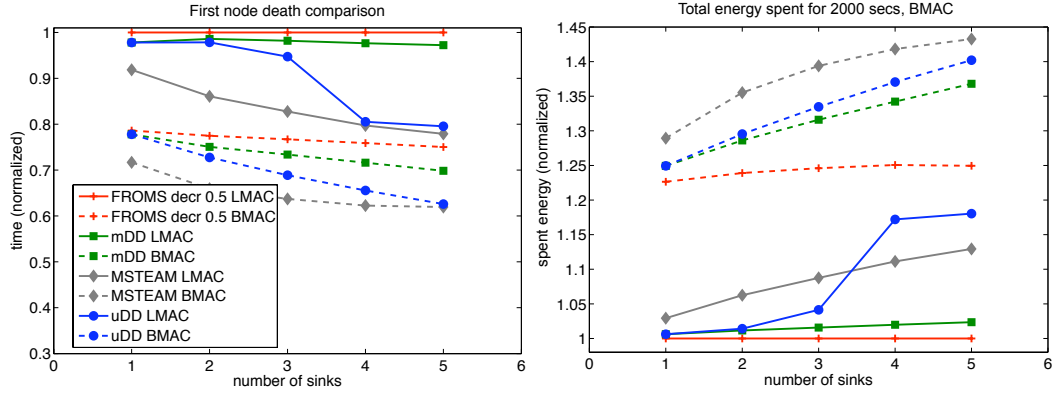 First node death comparison
1
0.9
0.8
0.7
0.6
0.5
0.4
0.3
time (normalized)
FROMS decr 0.5 LMAC
FROMS decr 0.5 BMAC
mDD LMAC
mDD BMAC
MSTEAM LMAC
MSTEAM BMAC
uDD LMAC
uDD BMAC
0 1 2 3 4 5 6
number of sinks
Total energy spent for 2000 secs, BMAC
1.45
1.4
1.35
1.3
1.25
1.2
1.15
1.1
1.05
1
spent energy (normalized)
0 1 2 3 4 5 6
number of sinks